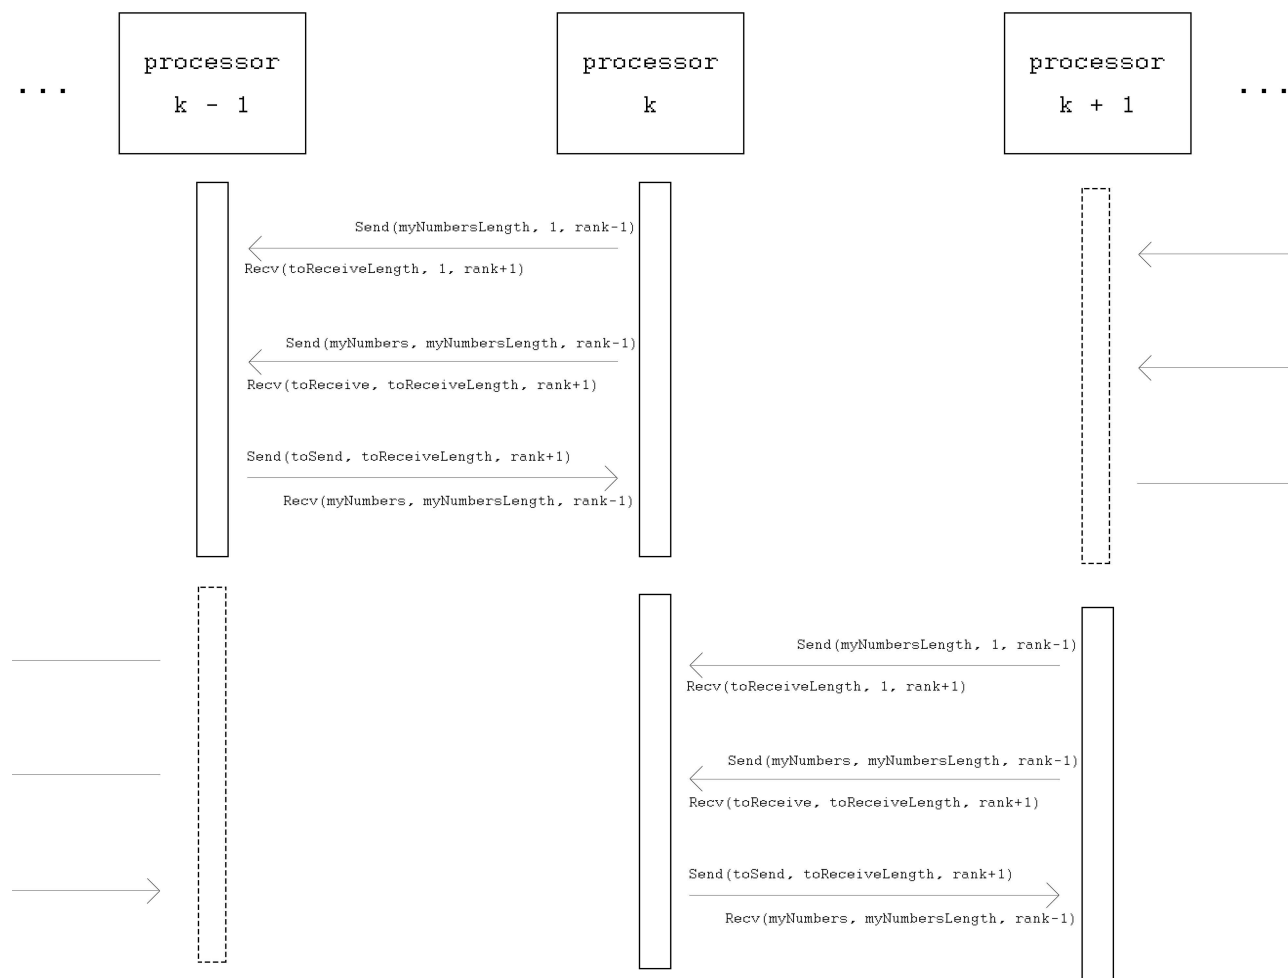 processor
k - 1
processor
k
processor
k + 1
...
...
Send(myNumbersLength, 1, rank-1)
Recv(toReceiveLength, 1, rank+1)
Send(myNumbers, myNumbersLength, rank-1)
Recv(toReceive, toReceiveLength, rank+1)
Send(toSend, toReceiveLength, rank+1)
Recv(myNumbers, myNumbersLength, rank-1)
Send(myNumbersLength, 1, rank-1)
Recv(toReceiveLength, 1, rank+1)
Send(myNumbers, myNumbersLength, rank-1)
Recv(toReceive, toReceiveLength, rank+1)
Send(toSend, toReceiveLength, rank+1)
Recv(myNumbers, myNumbersLength, rank-1)